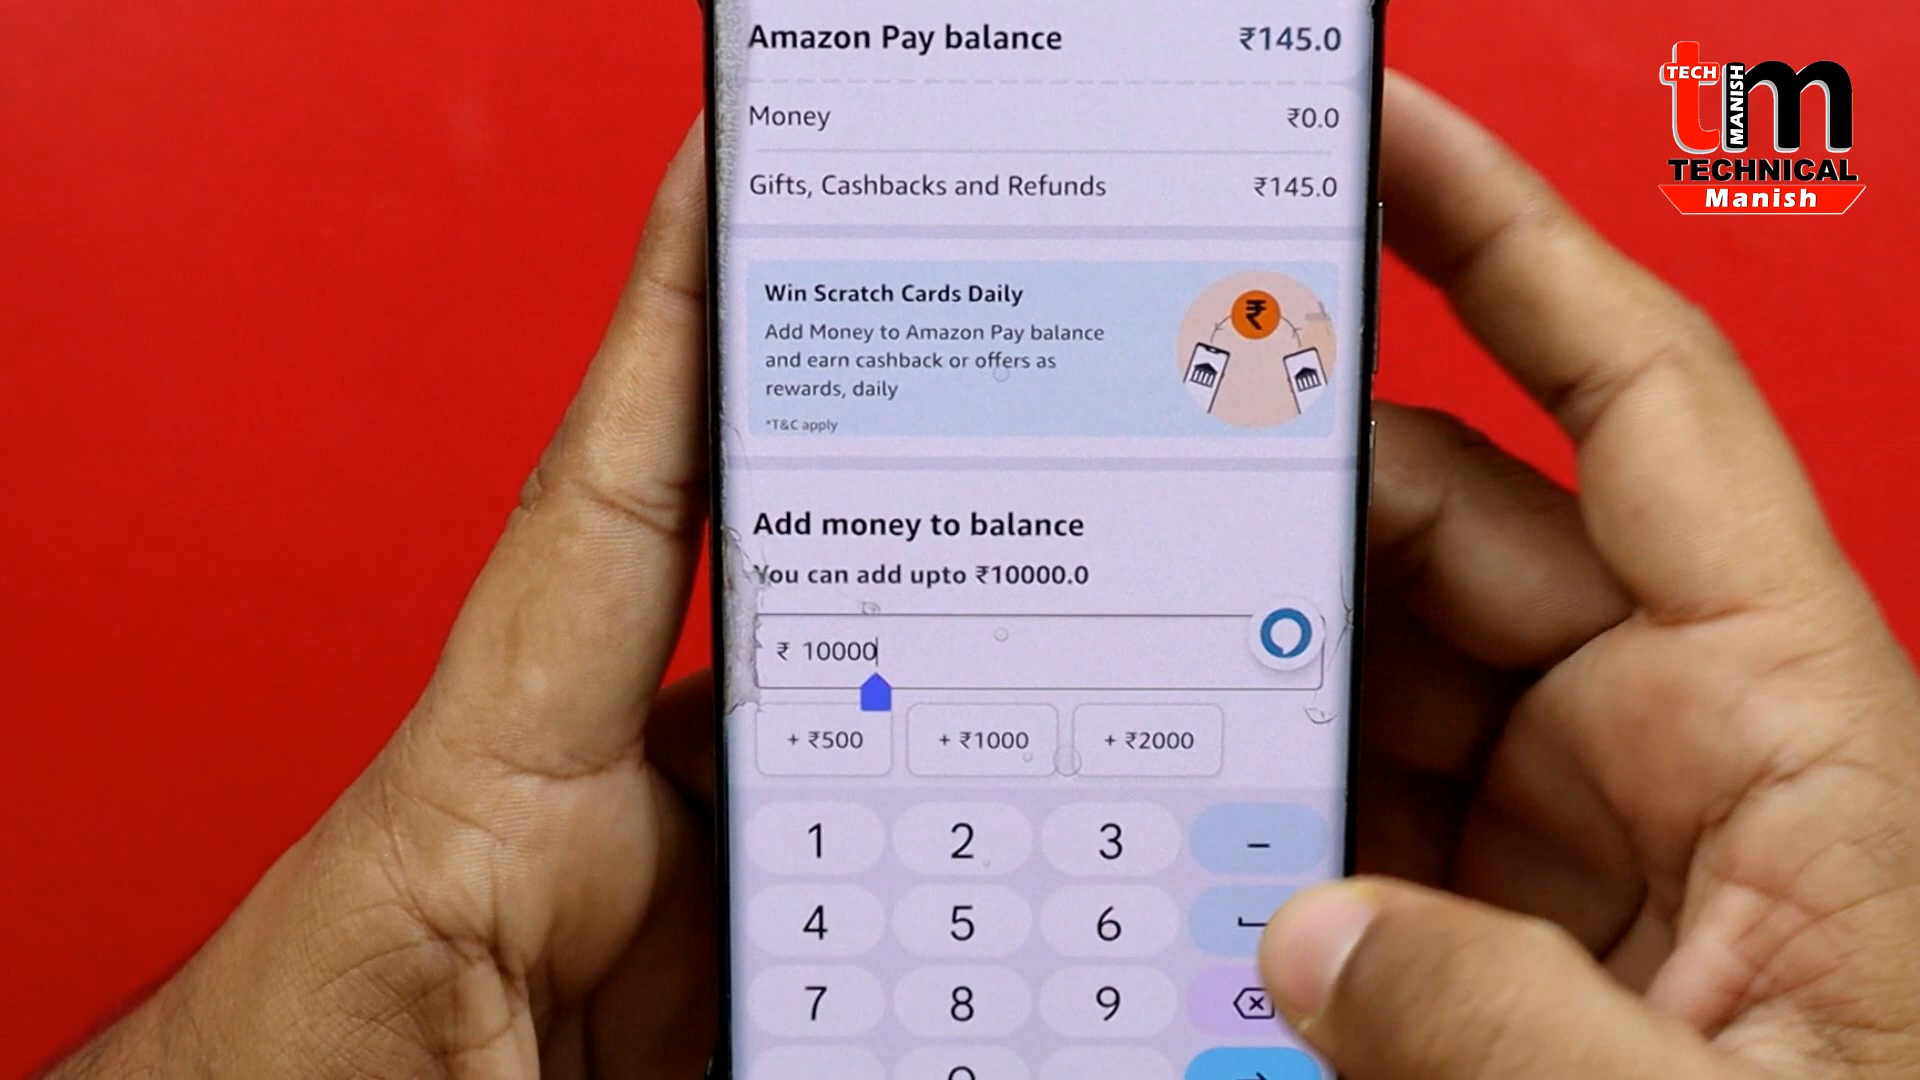 Amazon Pay balance ₹145.0
Money ₹0.0
Gifts, Cashbacks and Refunds ₹145.0
Win Scratch Cards Daily
Add Money to Amazon Pay balance
and earn cashback or offers as
rewards, daily
*T&C apply
Add money to balance
You can add upto ₹10000.0
₹ 10000
+ ₹500 + ₹1000 + ₹2000
1 2 3 –
4 5 6
7 8 9
0
TECH
MANISH
tm
TECHNICAL
Manish